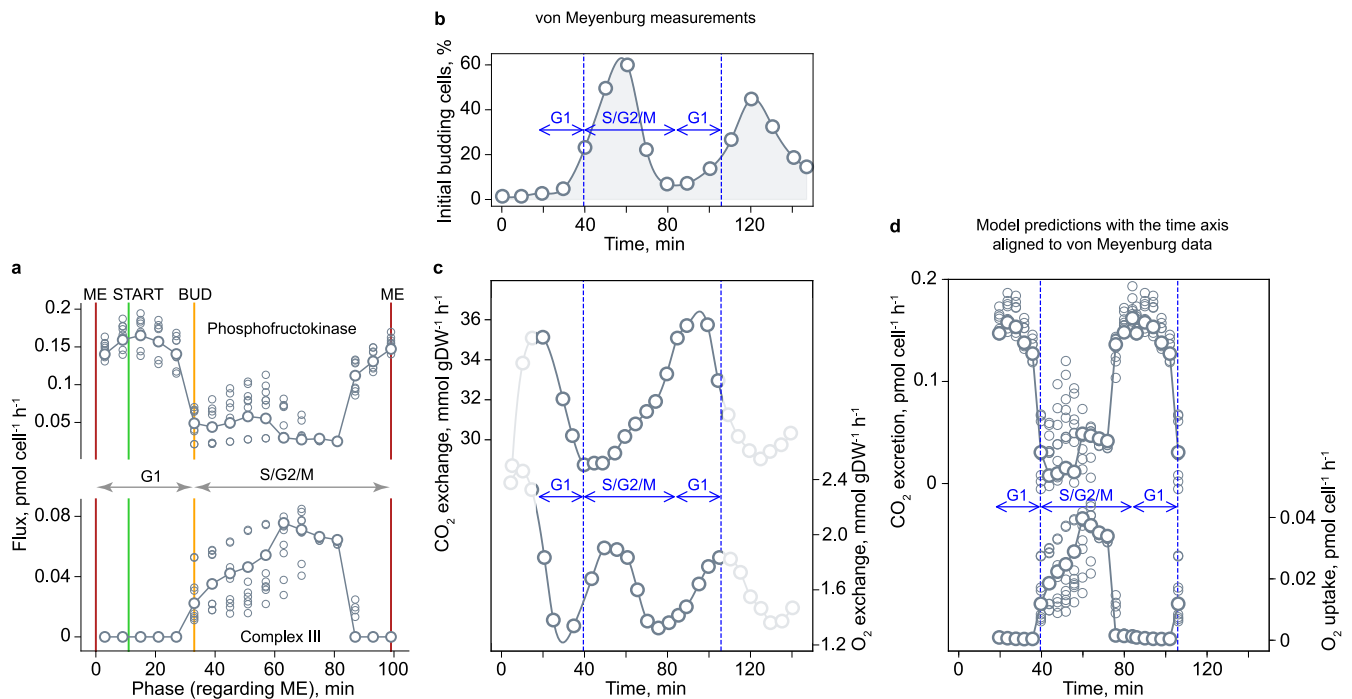 b
von Meyenburg measurements
Initial budding cells, %
60
40
20
0
G1
S/G2/M
G1
0
40
80
120
Time, min
a
ME
START
BUD
ME
0.2
0.15
0.1
0.05
Phosphofructokinase
Flux, pmol cell⁻¹ h⁻¹
G1
S/G2/M
0.08
0.04
0
Complex III
0
20
40
60
80
100
Phase (regarding ME), min
c
36
34
32
30
CO₂ exchange, mmol gDW⁻¹ h⁻¹
G1
S/G2/M
G1
2.4
2.0
1.6
1.2
O₂ exchange, mmol gDW⁻¹ h⁻¹
0
40
80
120
Time, min
d
Model predictions with the time axis
aligned to von Meyenburg data
0.2
0.1
0
CO₂ excretion, pmol cell⁻¹ h⁻¹
G1
S/G2/M
G1
0.04
0.02
0
O₂ uptake, pmol cell⁻¹ h⁻¹
0
40
80
120
Time, min